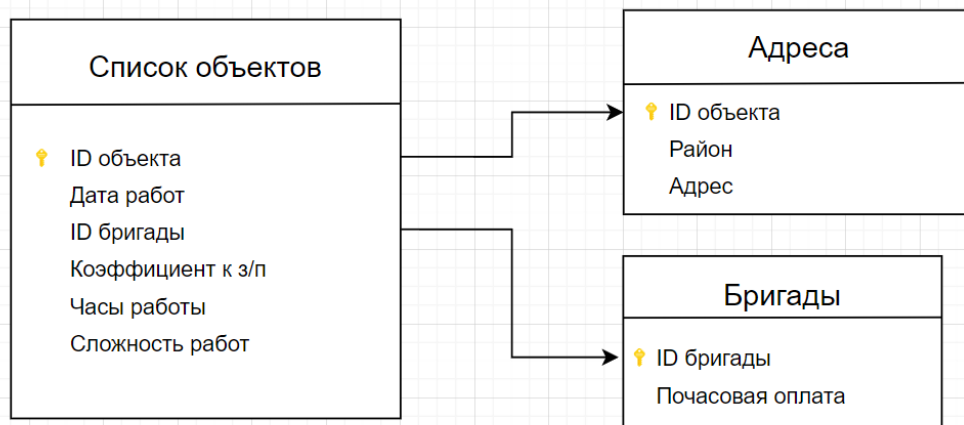 Список объектов
ID объекта
Дата работ
ID бригады
Коэффициент к з/п
Часы работы
Сложность работ
Адреса
ID объекта
Район
Адрес
Бригады
ID бригады
Почасовая оплата